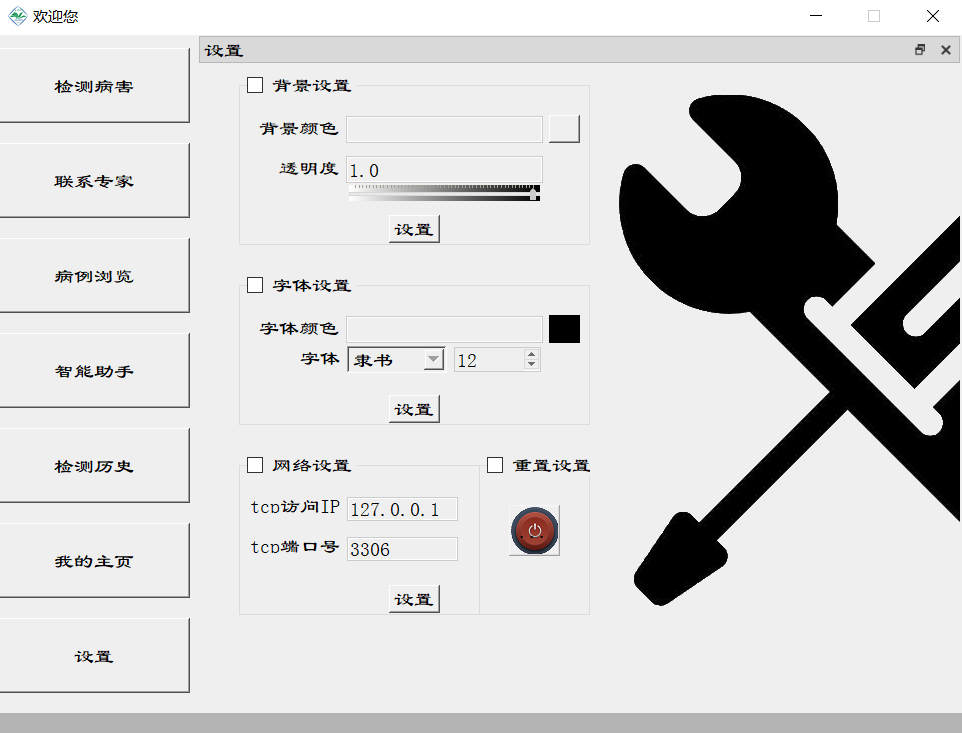 欢迎您
检测病害
联系专家
病例浏览
智能助手
检测历史
我的主页
设置
设置
背景设置
背景颜色
透明度 1.0
设置
字体设置
字体颜色
字体 隶书 12
设置
网络设置
tcp访问IP 127.0.0.1
tcp端口号 3306
设置
重置设置